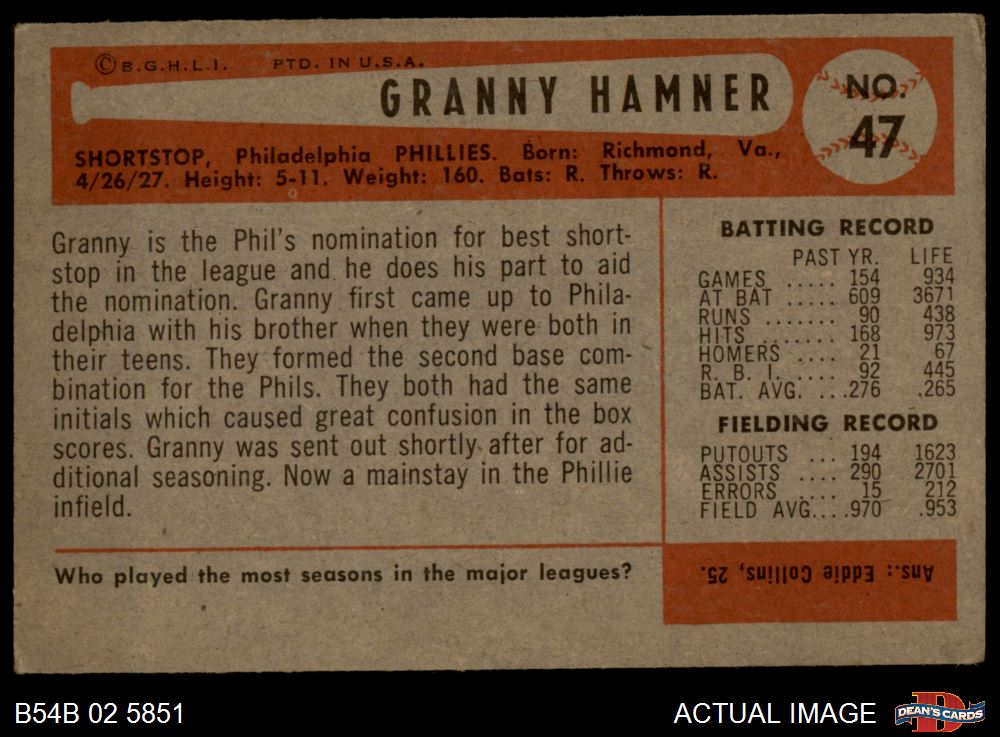 ©B.G.H.L.I. PTD. IN U.S.A.
GRANNY HAMNER
NO.
47
SHORTSTOP, Philadelphia PHILLIES. Born: Richmond, Va.,
4/26/27. Height: 5-11. Weight: 160. Bats: R. Throws: R.
Granny is the Phil's nomination for best short-
stop in the league and he does his part to aid
the nomination. Granny first came up to Phila-
delphia with his brother when they were both in
their teens. They formed the second base com-
bination for the Phils. They both had the same
initials which caused great confusion in the box
scores. Granny was sent out shortly after for ad-
ditional seasoning. Now a mainstay in the Phillie
infield.
BATTING RECORD
PAST YR. LIFE
GAMES ..... 154 934
AT BAT ..... 609 3671
RUNS ....... 90 438
HITS ....... 168 973
HOMERS .... 21 67
R. B. I. .... 92 445
BAT. AVG. ...276 .265
FIELDING RECORD
PUTOUTS ... 194 1623
ASSISTS .... 290 2701
ERRORS .... 15 212
FIELD AVG... .970 .953
Who played the most seasons in the major leagues?
Ans.: Eddie Collins, 25.
B54B 02 5851
ACTUAL IMAGE
DEAN'S CARDS